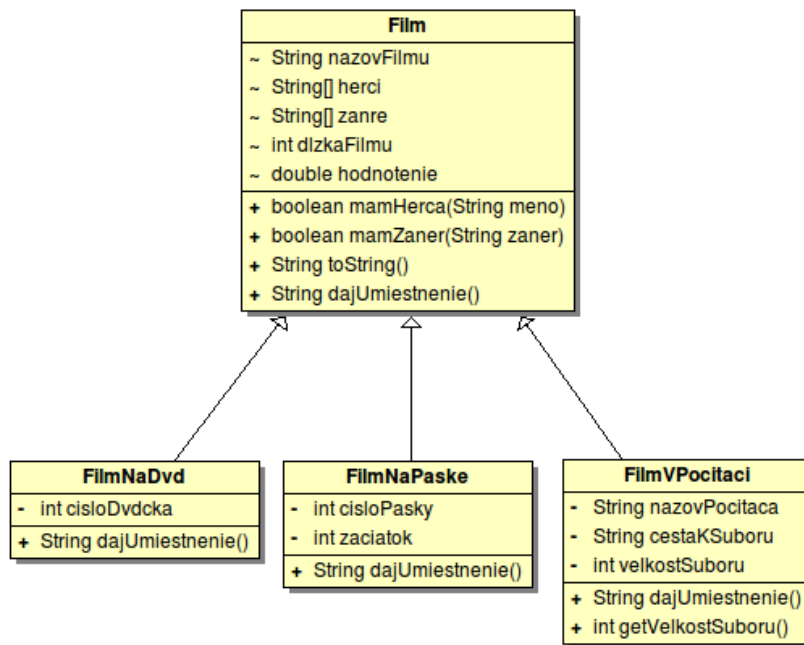 Film
~ String nazovFilmu
~ String[] herci
~ String[] zanre
~ int dlzkaFilmu
~ double hodnotenie
+ boolean mamHerca(String meno)
+ boolean mamZaner(String zaner)
+ String toString()
+ String dajUmiestnenie()
FilmNaDvd
- int cisloDvdcka
+ String dajUmiestnenie()
FilmNaPaske
- int cisloPasky
- int zaciatok
+ String dajUmiestnenie()
FilmVPocitaci
- String nazovPocitaca
- String cestaKSuboru
- int velkostSuboru
+ String dajUmiestnenie()
+ int getVelkostSuboru()